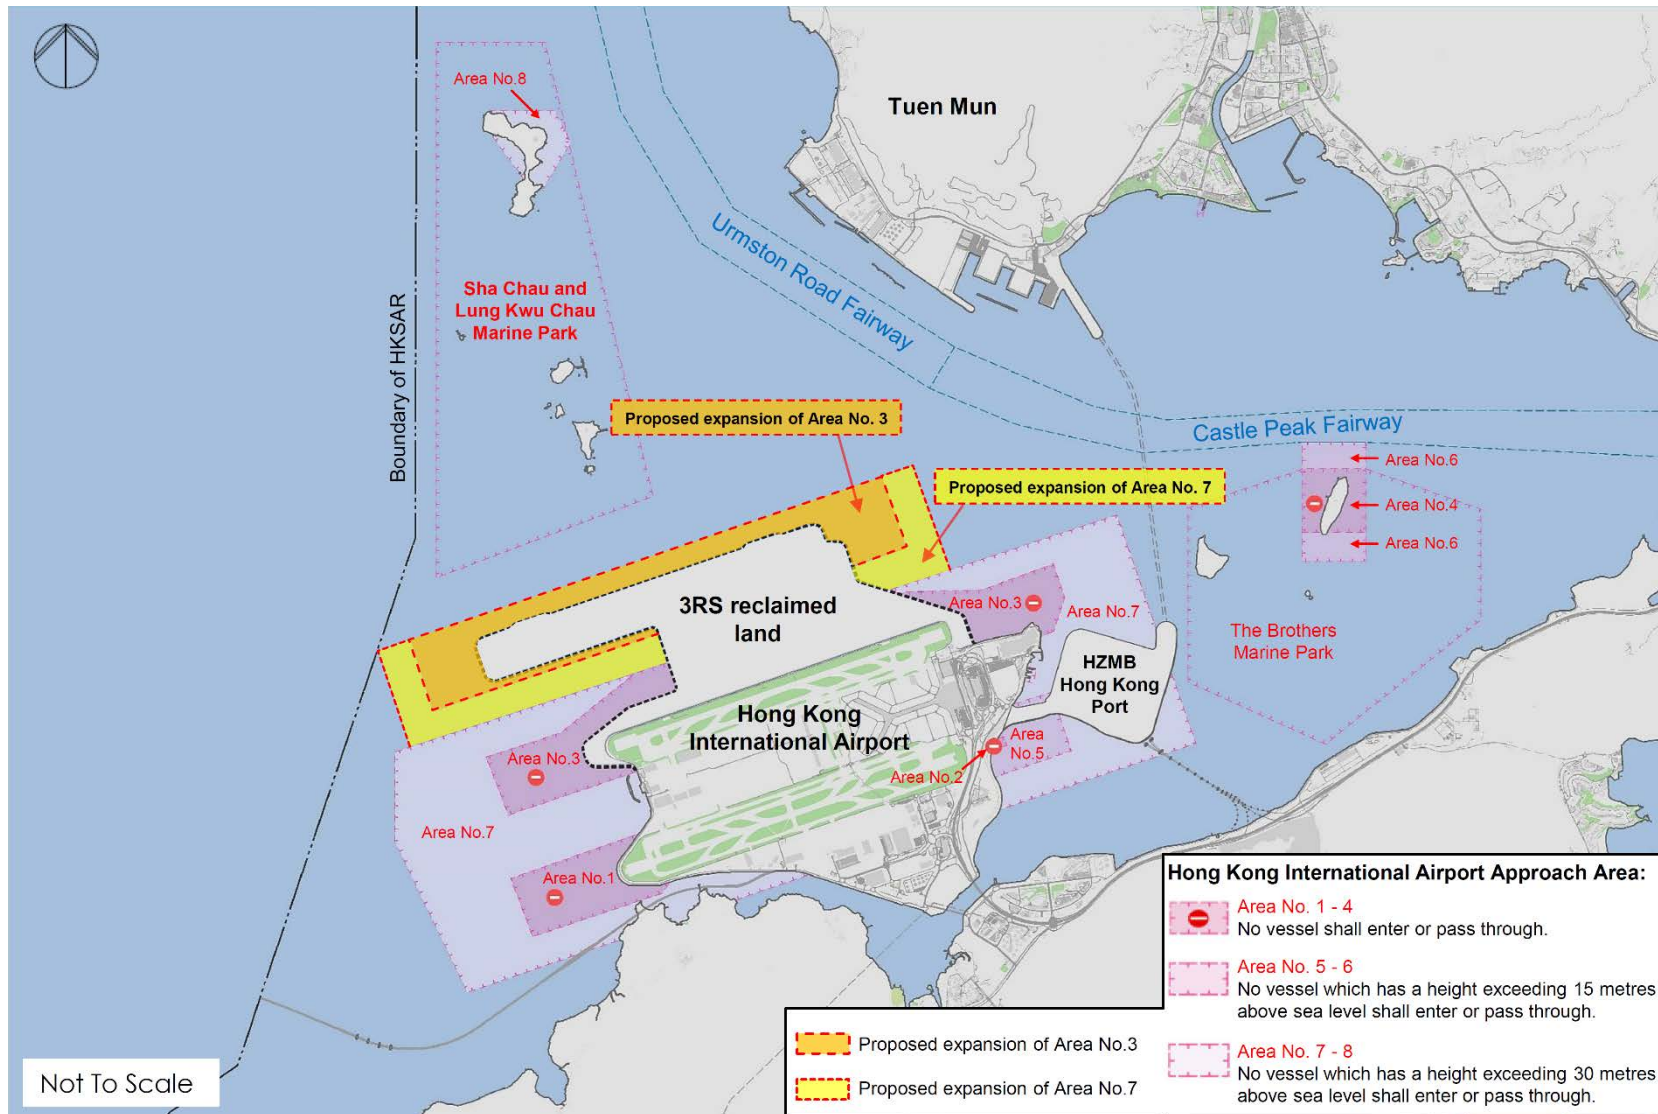 Area No.8
Tuen Mun
Urmston Road Fairway
Boundary of HKSAR
Sha Chau and
Lung Kwu Chau
Marine Park
Proposed expansion of Area No. 3
Castle Peak Fairway
Area No.6
Proposed expansion of Area No. 7
Area No.4
Area No.6
3RS reclaimed
land
Area No.3
Area No.7
The Brothers
Marine Park
HZMB
Hong Kong
Port
Hong Kong
International Airport
Area
No.5
Area No.3
Area No.2
Area No.7
Area No.1
Hong Kong International Airport Approach Area:
Area No. 1 - 4
No vessel shall enter or pass through.
Area No. 5 - 6
No vessel which has a height exceeding 15 metres
above sea level shall enter or pass through.
Area No. 7 - 8
No vessel which has a height exceeding 30 metres
above sea level shall enter or pass through.
Proposed expansion of Area No.3
Proposed expansion of Area No.7
Not To Scale